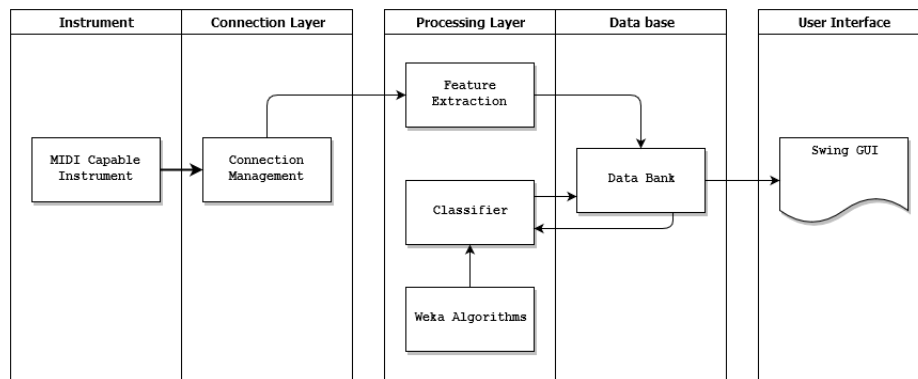 Instrument
Connection Layer
Processing Layer
Data base
User Interface
Feature
Extraction
MIDI Capable
Instrument
Connection
Management
Swing GUI
Data Bank
Classifier
Weka Algorithms